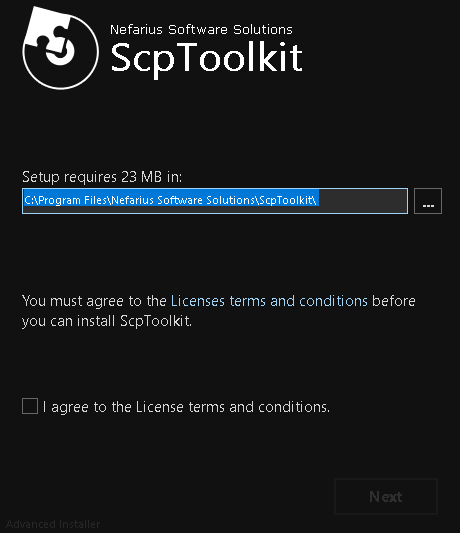 Nefarius Software Solutions
ScpToolkit
Setup requires 23 MB in:
C:\Program Files\Nefarius Software Solutions\ScpToolkit\
...
You must agree to the Licenses terms and conditions before
you can install ScpToolkit.
I agree to the License terms and conditions.
Next
Advanced Installer